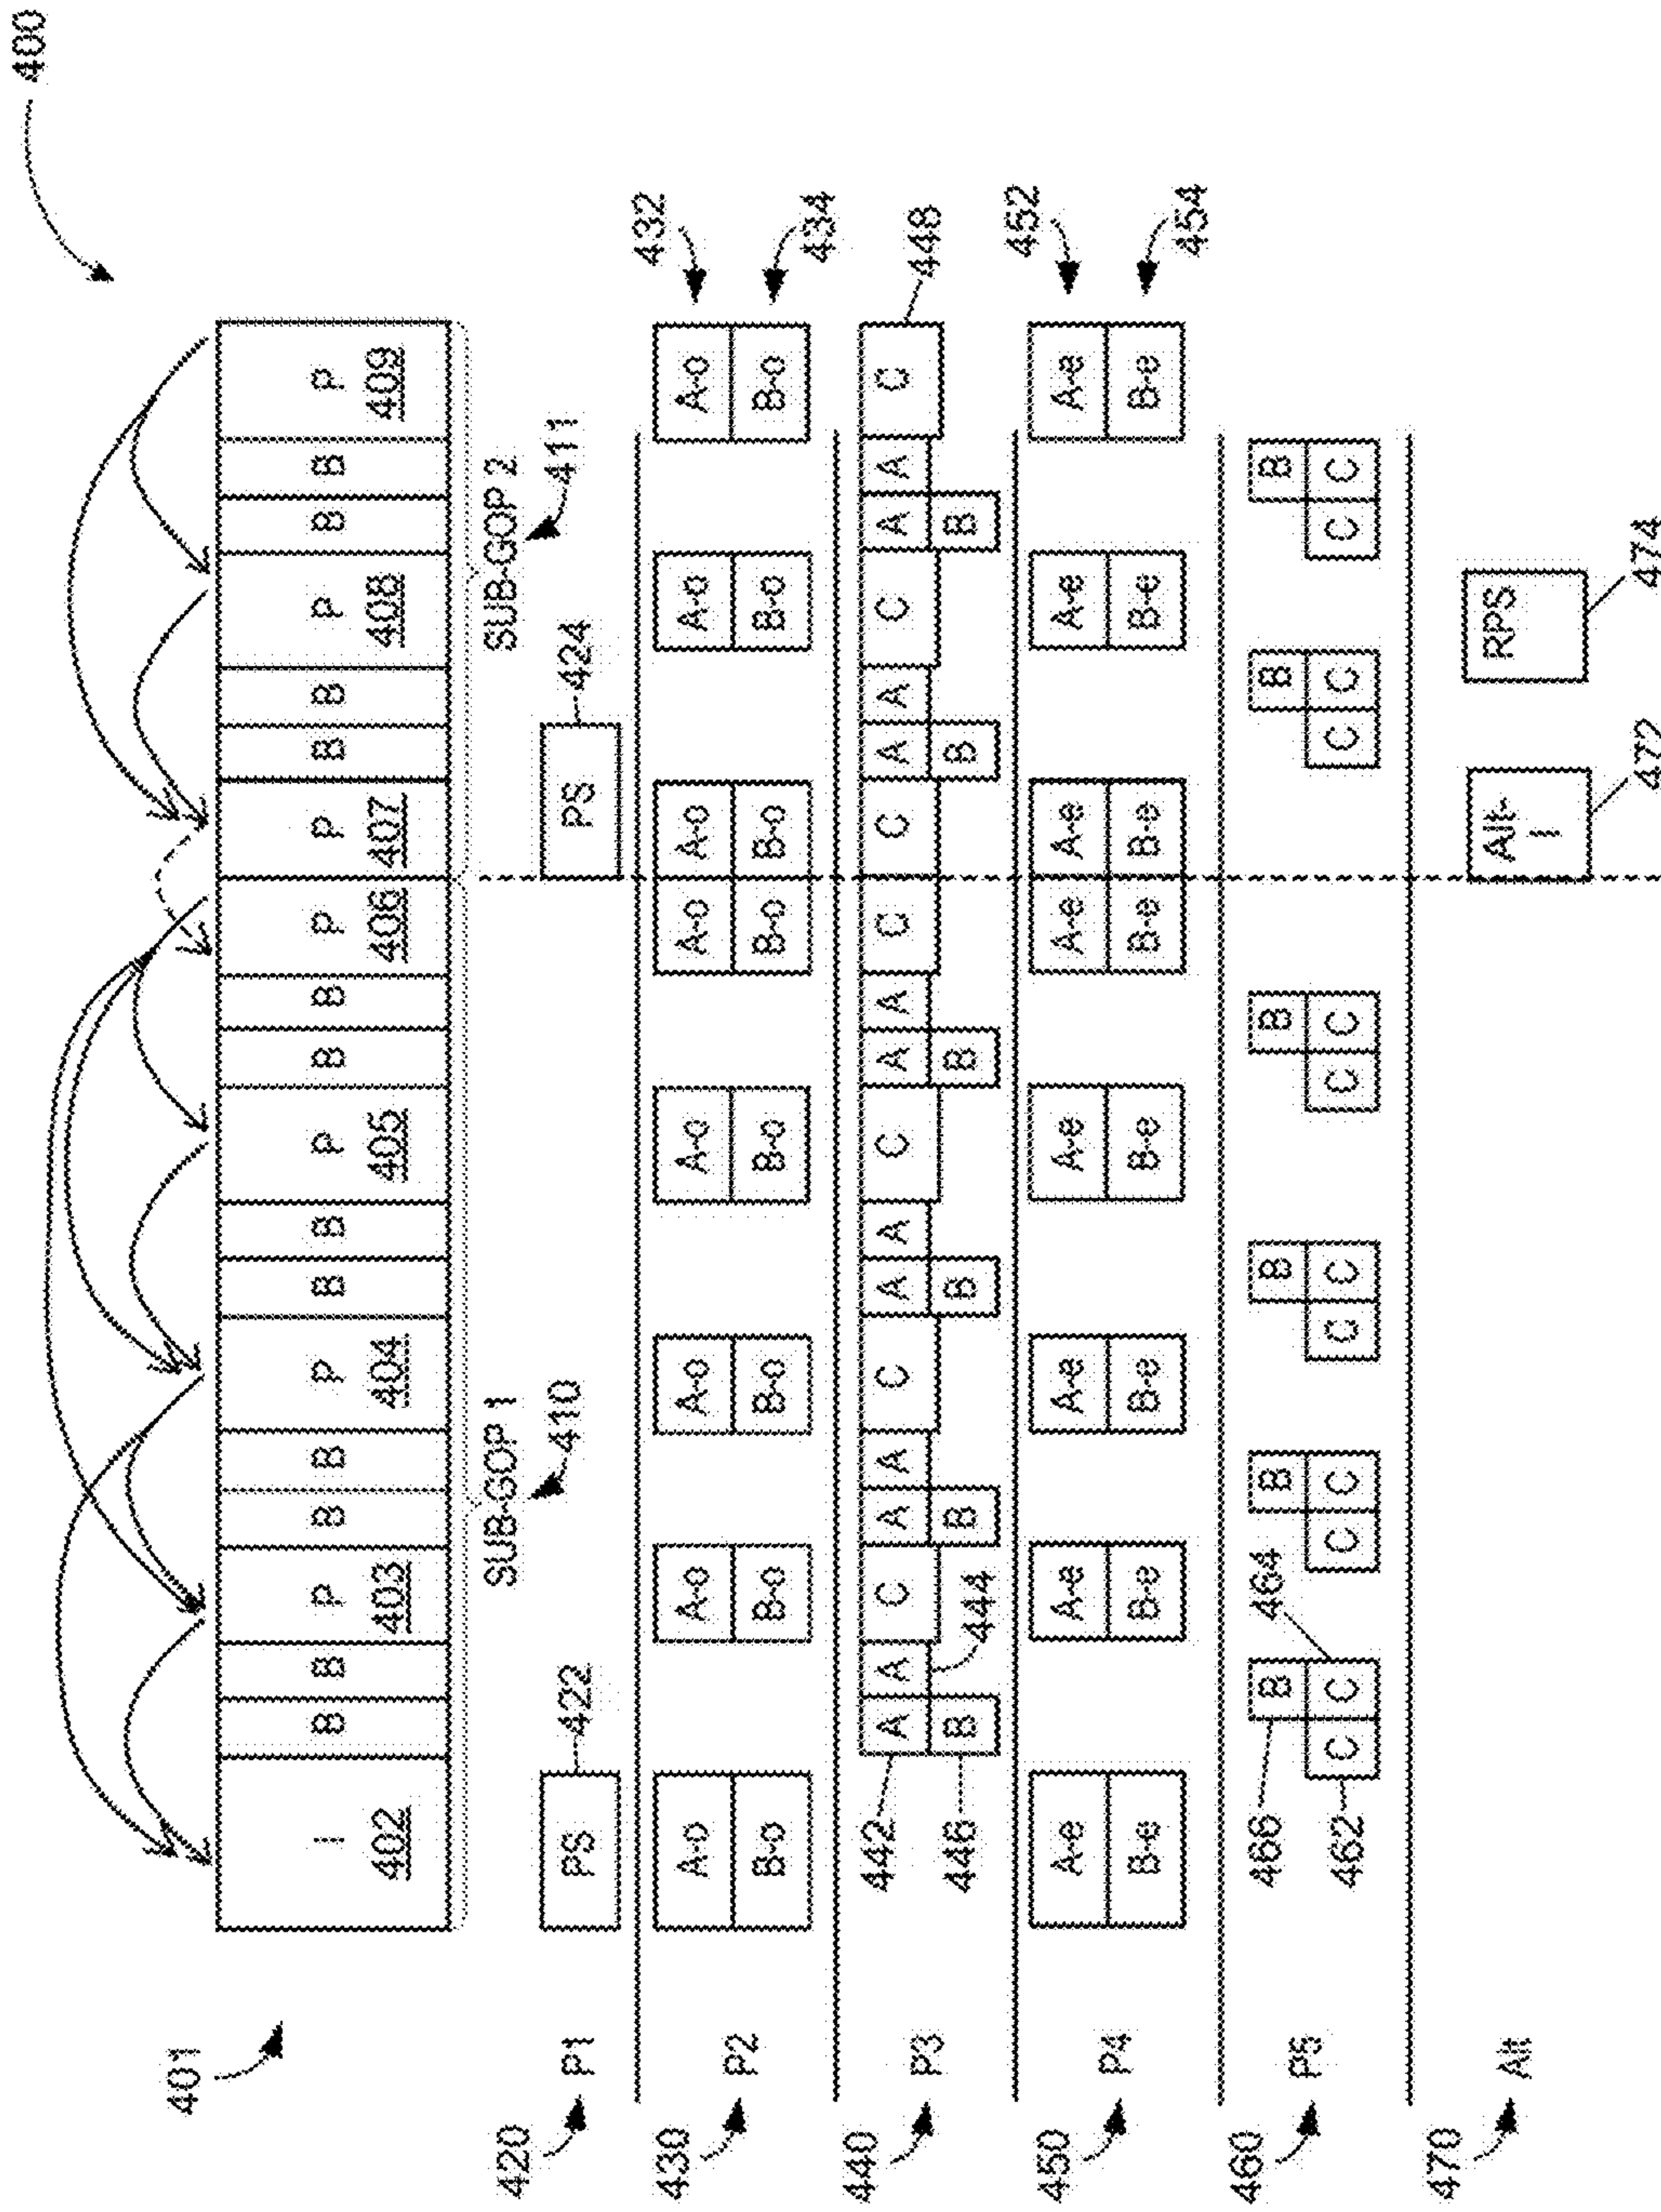 400
401
I B B P B B P B B P B B P P B B P B B P
402 403 404 405 406 407 408 409
SUB-GOP 1 SUB-GOP 2
410 411
420 P1 PS 422 PS 424
430 P2
A-o A-o A-o A-o A-o A-o A-o A-o 432
B-o B-o B-o B-o B-o B-o B-o B-o 434
440 P3
442 A A C A A C A A C A A C C A A C A A C 448
446 B 444 B B B B B
450 P4
A-e A-e A-e A-e A-e A-e A-e A-e 452
B-e B-e B-e B-e B-e B-e B-e B-e 454
460 P5
466 B 464 B B B B B
462 C C C C C C C C C C C C
470 Alt
Alt-
I
472
RPS
474